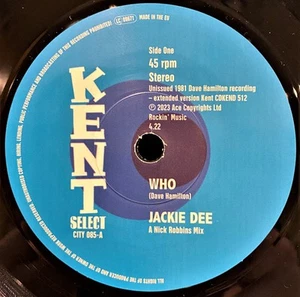 LC 09671
MADE IN THE EU
Side One
45 rpm
Stereo
Unissued 1981 Dave Hamilton recording
– extended version Kent CDKEND 512
℗ 2023 Ace Copyrights Ltd
Rockin' Music
4.22
KENT
SELECT
CITY 085-A
WHO
(Dave Hamilton)
JACKIE DEE
A Nick Robbins Mix